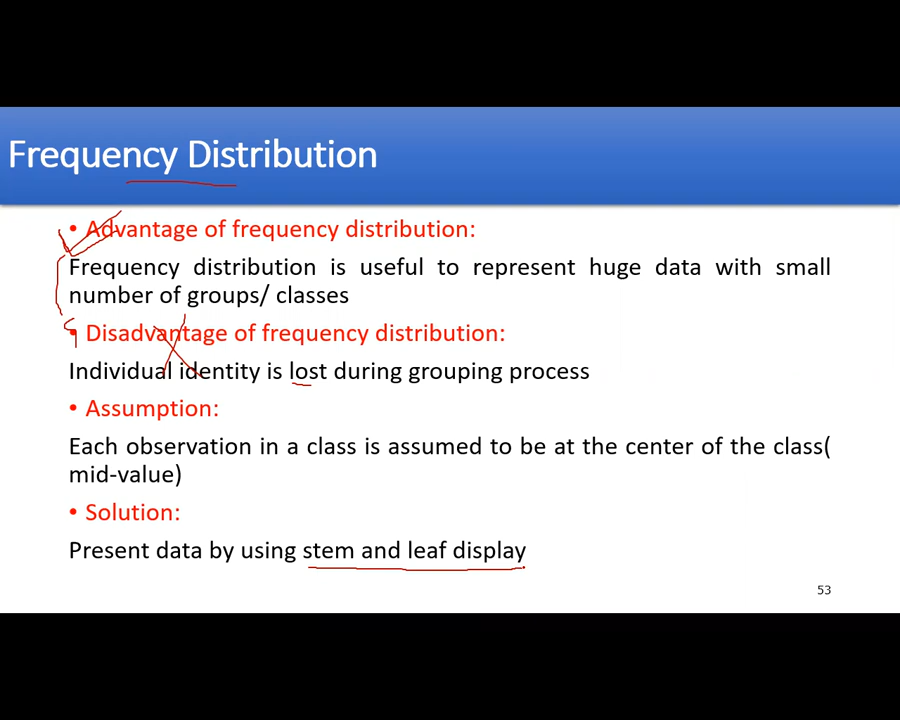 Frequency Distribution
• Advantage of frequency distribution:
Frequency distribution is useful to represent huge data with small
number of groups/ classes
• Disadvantage of frequency distribution:
Individual identity is lost during grouping process
• Assumption:
Each observation in a class is assumed to be at the center of the class(
mid-value)
• Solution:
Present data by using stem and leaf display
53